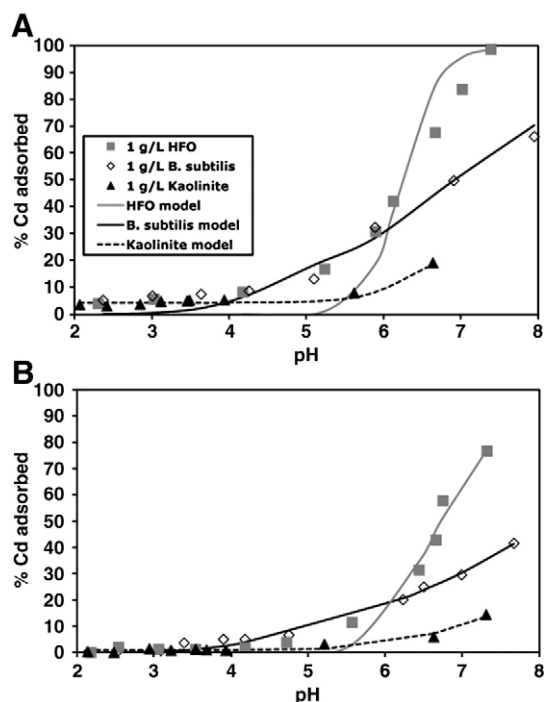 A
100
90
80
70
60
50
40
30
20
10
0
% Cd adsorbed
1 g/L HFO
1 g/L B. subtilis
1 g/L Kaolinite
HFO model
B. subtilis model
Kaolinite model
2 3 4 5 6 7 8
pH
B
100
90
80
70
60
50
40
30
20
10
0
% Cd adsorbed
2 3 4 5 6 7 8
pH